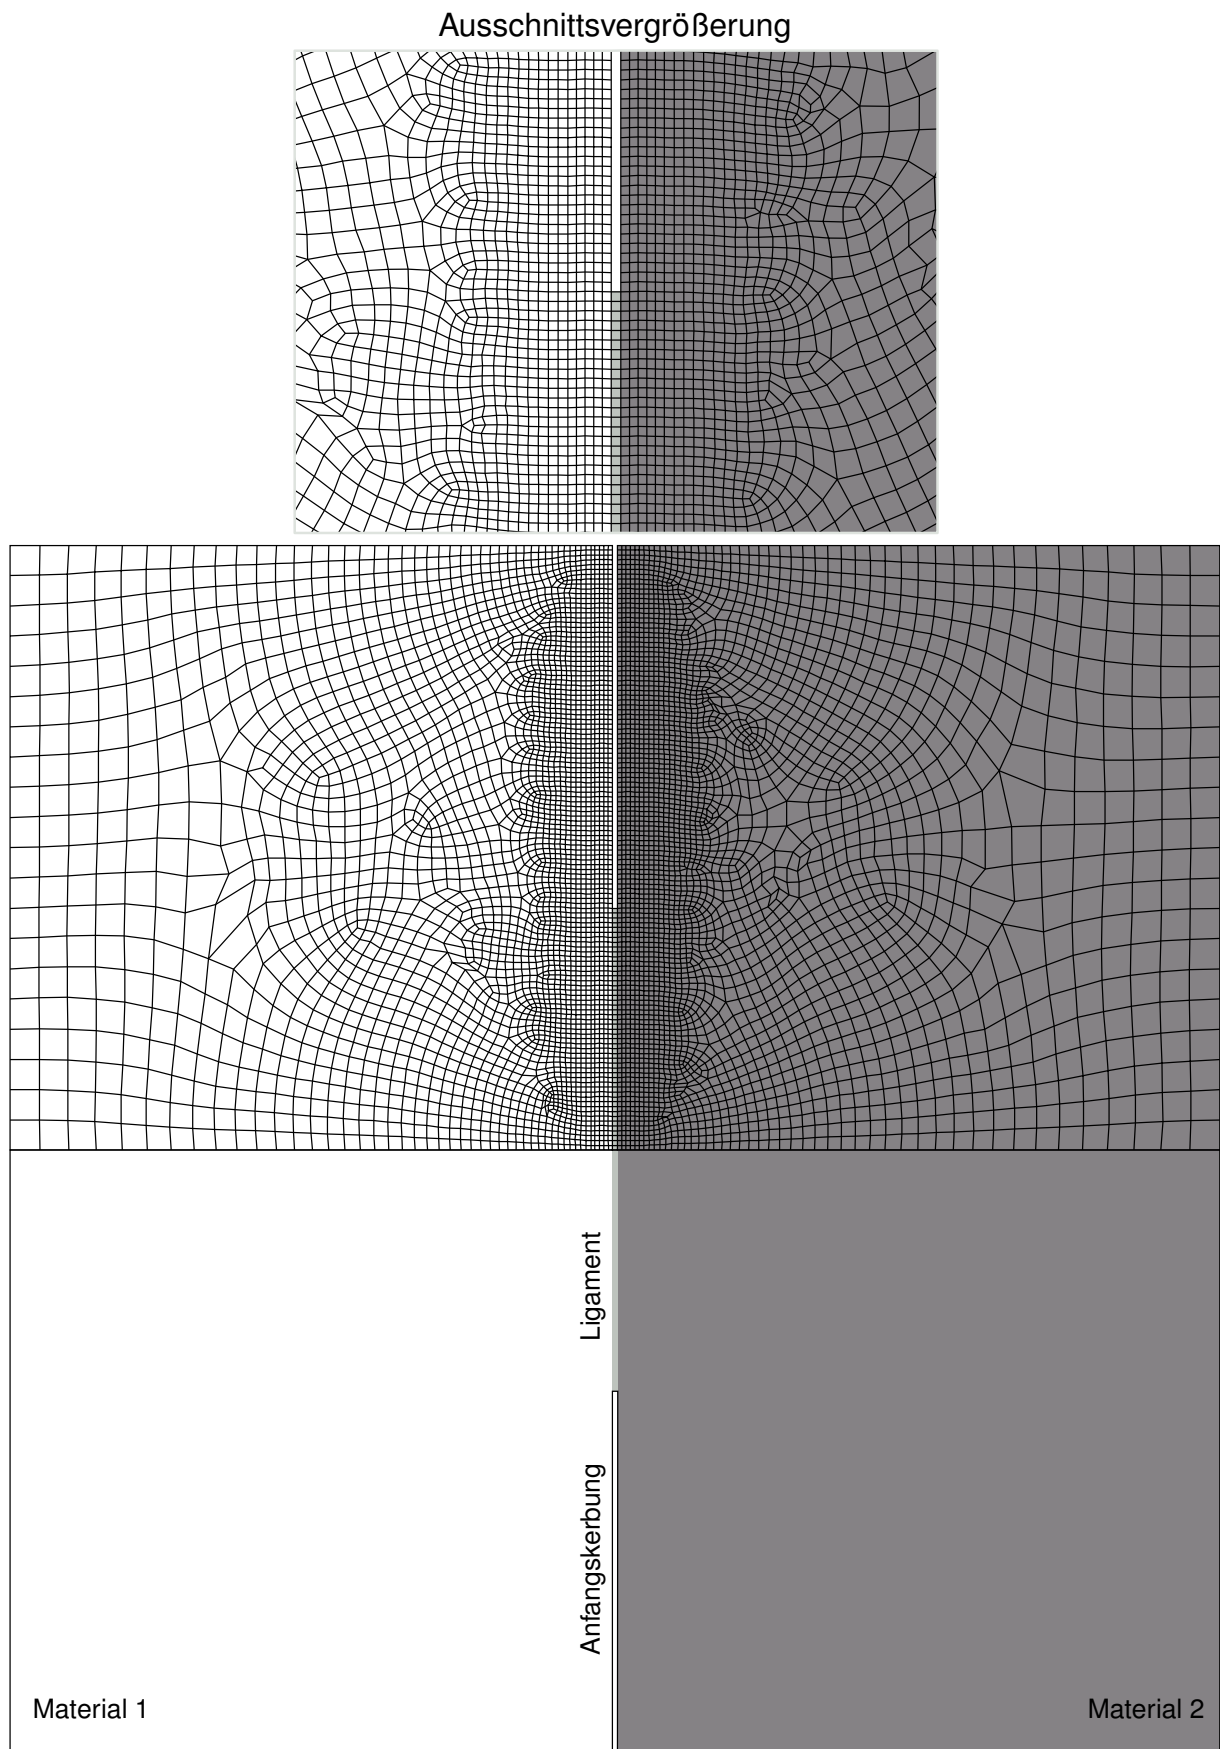 Ausschnittsvergrößerung
Ligament
Anfangskerbung
Material 1
Material 2